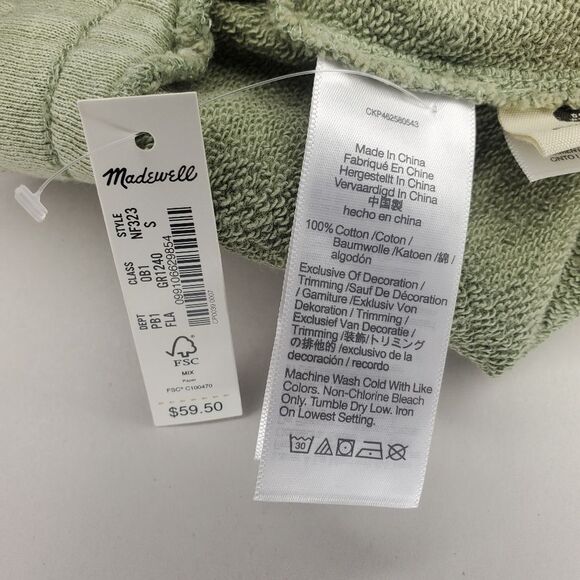 Madewell
STYLE
NF323
S
CLASS
OB1
GR1240
099106629854
DEPT
PB1
FLA
CP0039 0007
FSC
MIX
Paper
FSC® C100470
$59.50
CKP462580543
Made In China
Fabriqué En Chine
Hergestellt In China
Vervaardigd In China
中国製
hecho en china
100% Cotton /Coton /
Baumwolle /Katoen /綿 /
algodón
Exclusive Of Decoration /
Trimming /Sauf De Décoration
/ Garniture /Exklusiv Von
Dekoration / Trimming /
Exclusief Van Decoratie /
Trimming /装飾/トリミング
の排他的/ exclusivo de la
decoración / recordo
Machine Wash Cold With Like
Colors. Non-Chlorine Bleach
Only. Tumble Dry Low. Iron
On Lowest Setting.
30